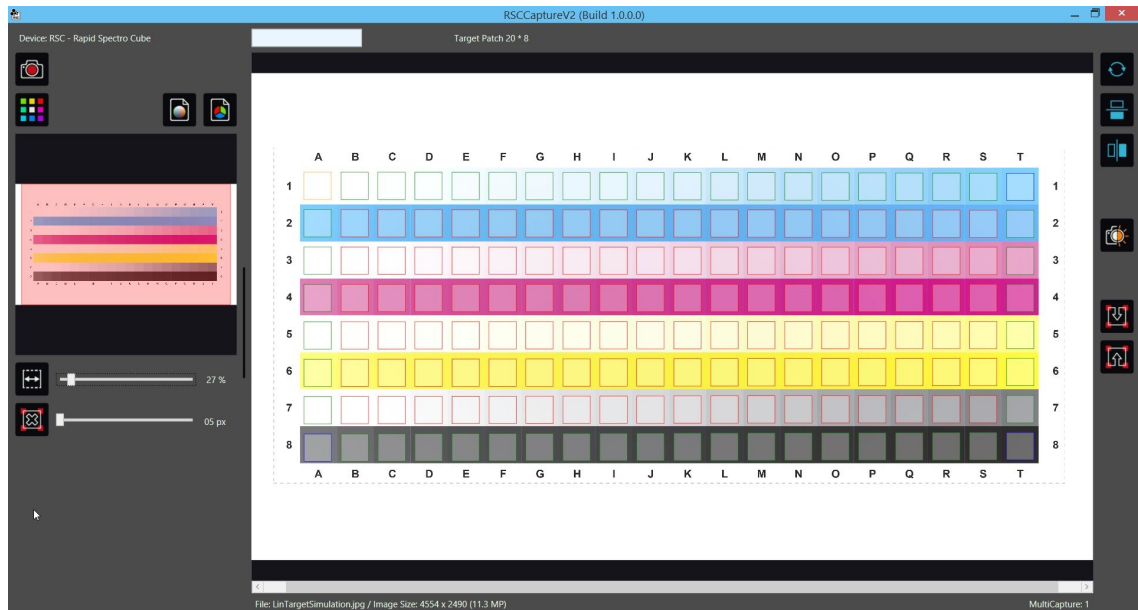 RSCCaptureV2 (Build 1.0.0.0)
Device: RSC - Rapid Spectro Cube
Target Patch 20 * 8
A B C D E F G H I J K L M N O P Q R S T
1 1
2 2
3 3
4 4
5 5
6 6
7 7
8 8
A B C D E F G H I J K L M N O P Q R S T
27 %
05 px
File: LinTargetSimulation.jpg / Image Size: 4554 x 2490 (11.3 MP)
MultiCapture: 1